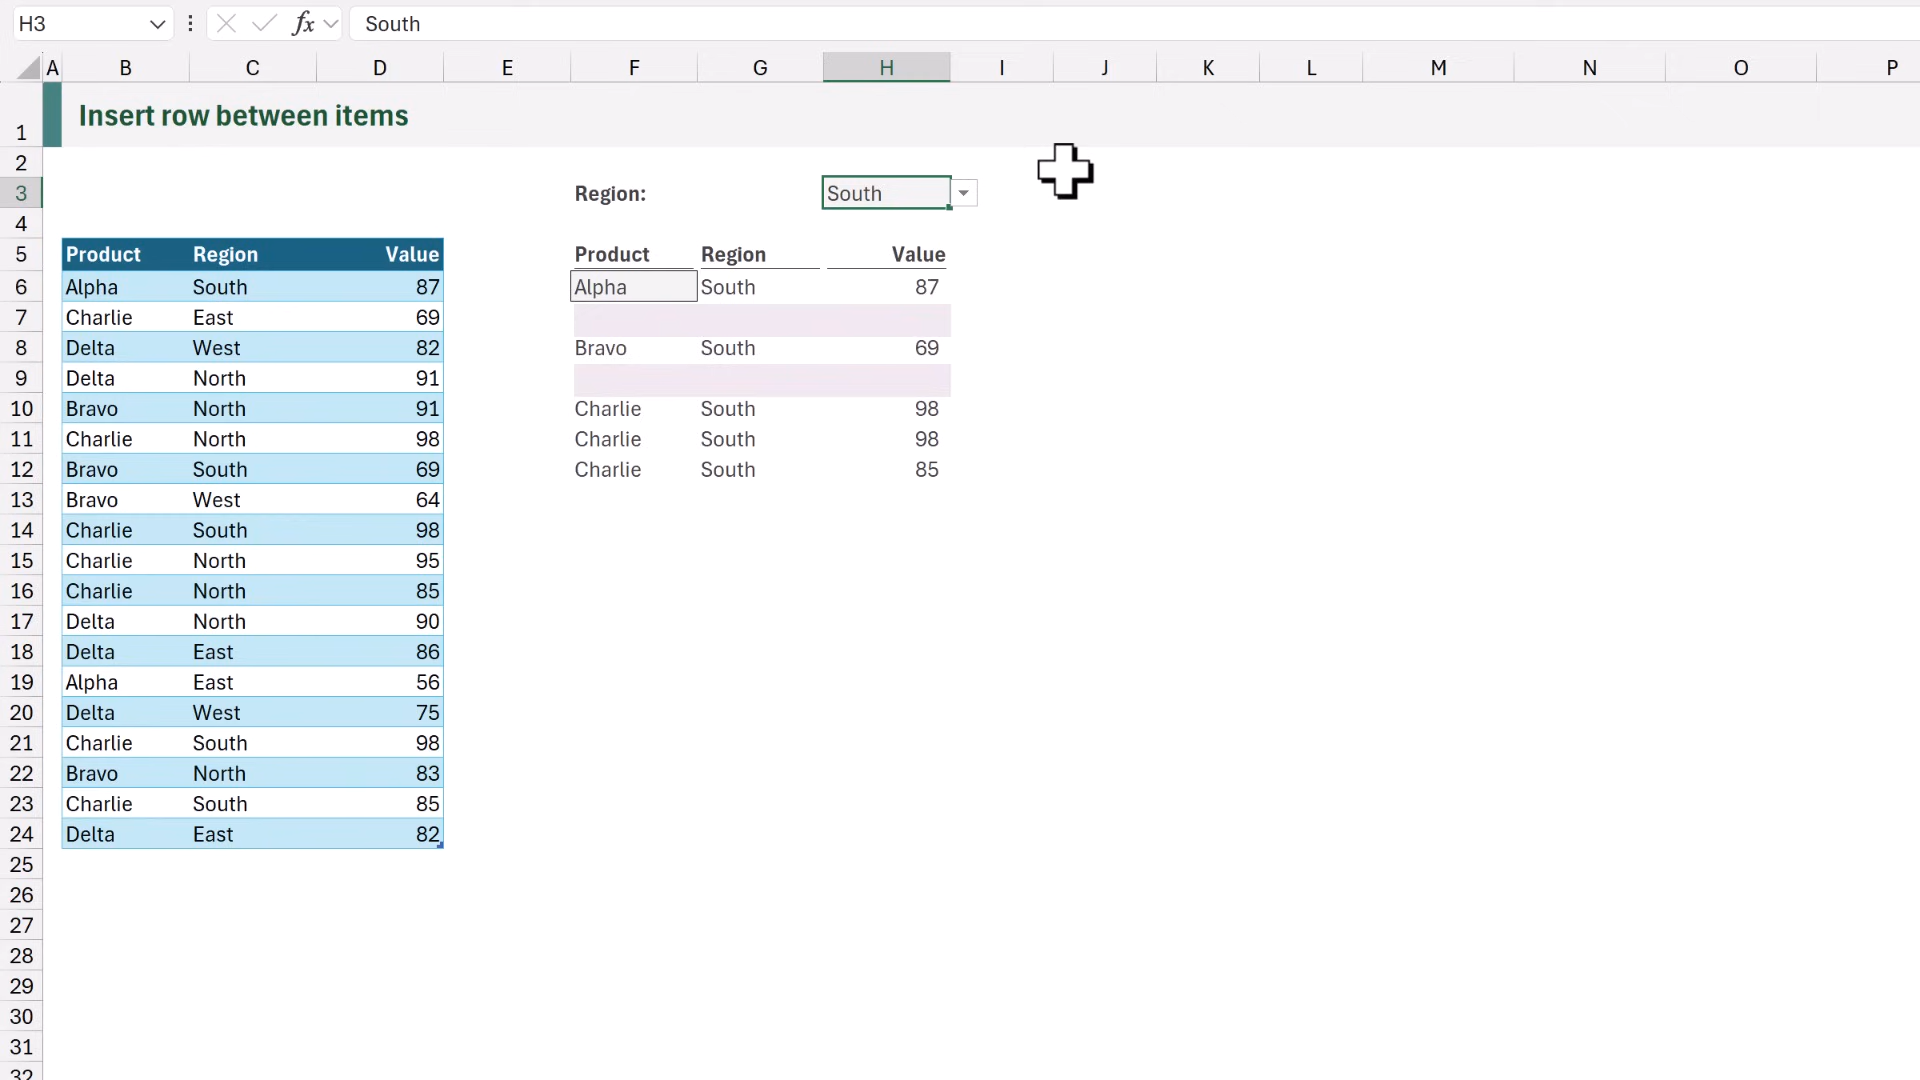 H3 fx South
A B C D E F G H I J K L M N O P
1 Insert row between items
2
3 Region: South
4
5 Product Region Value Product Region Value
6 Alpha South 87 Alpha South 87
7 Charlie East 69
8 Delta West 82 Bravo South 69
9 Delta North 91
10 Bravo North 91 Charlie South 98
11 Charlie North 98 Charlie South 98
12 Bravo South 69 Charlie South 85
13 Bravo West 64
14 Charlie South 98
15 Charlie North 95
16 Charlie North 85
17 Delta North 90
18 Delta East 86
19 Alpha East 56
20 Delta West 75
21 Charlie South 98
22 Bravo North 83
23 Charlie South 85
24 Delta East 82
25
26
27
28
29
30
31
32